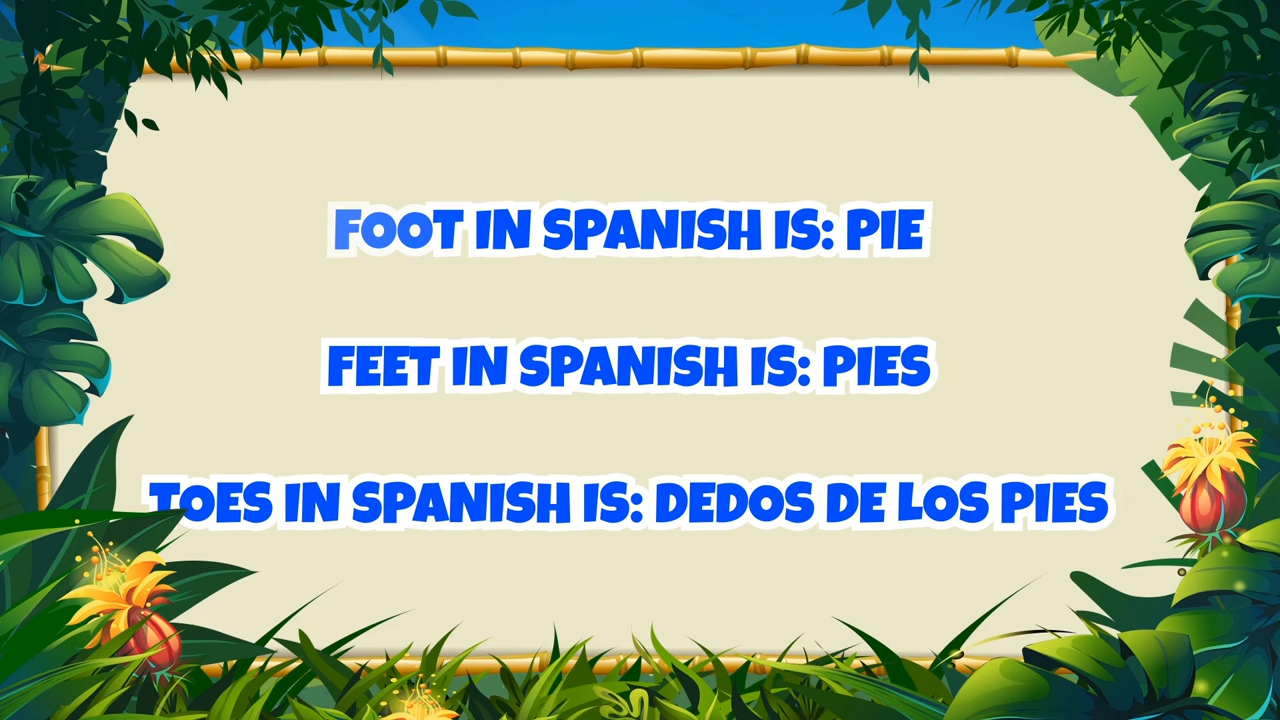 FOOT IN SPANISH IS: PIE
FEET IN SPANISH IS: PIES
TOES IN SPANISH IS: DEDOS DE LOS PIES